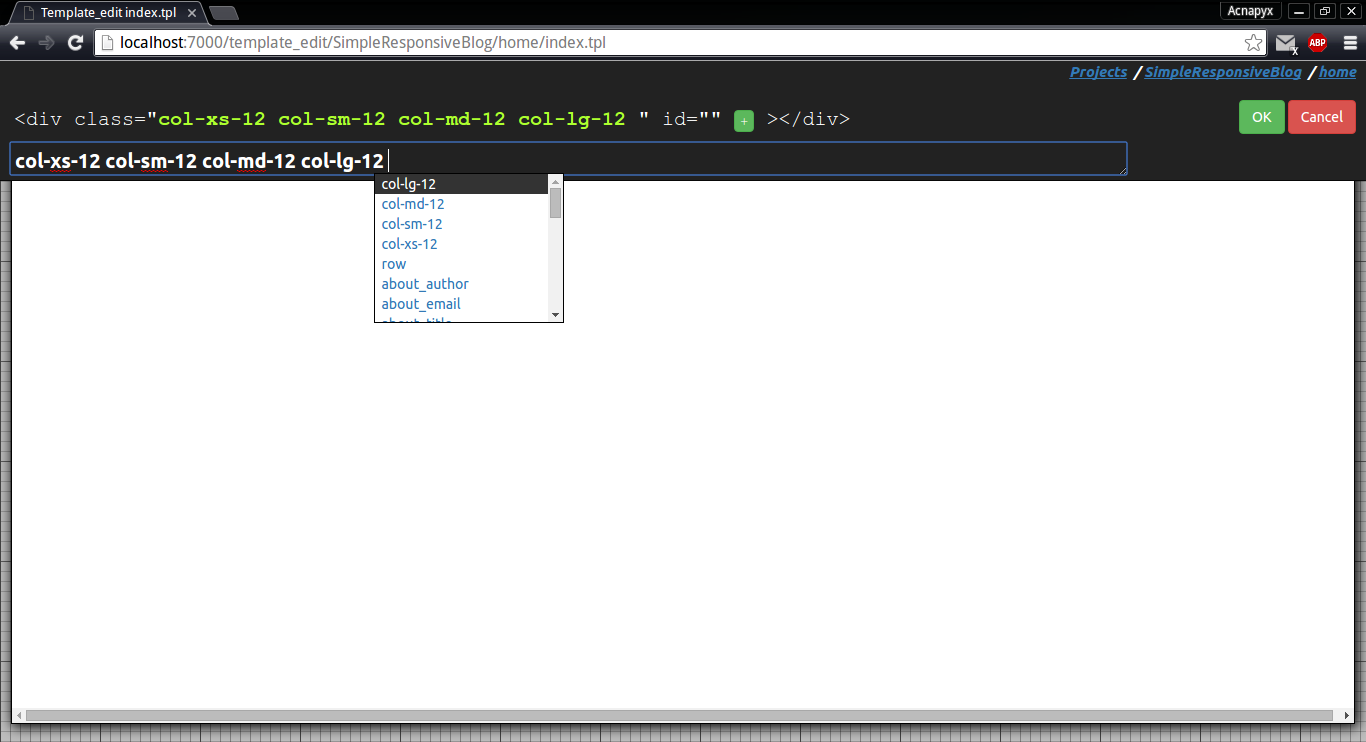 Template_edit index.tpl
Acnapyx
localhost:7000/template_edit/SimpleResponsiveBlog/home/index.tpl
x
ABP
Projects / SimpleResponsiveBlog / home
<div class="col-xs-12 col-sm-12 col-md-12 col-lg-12 " id="" + ></div>
OK Cancel
col-xs-12 col-sm-12 col-md-12 col-lg-12
col-lg-12
col-md-12
col-sm-12
col-xs-12
row
about_author
about_email
about_title